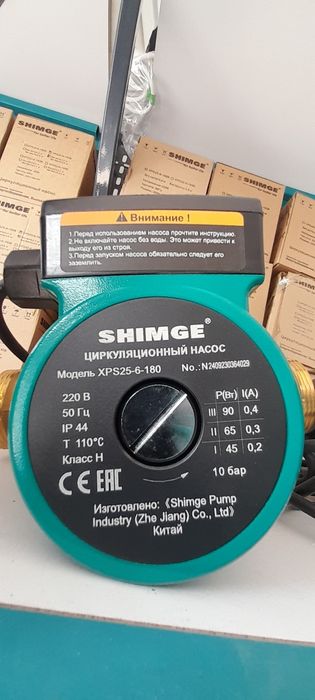 SHIMGE
SHIMGE
SHIMGE
Внимание !
1.Перед использованием насоса прочтите инструкцию.
2.Не включайте насос без воды. Это может привести к
выходу его из строя.
3.Перед запуском насоса обязательно следует его
заземлить.
SHIMGE
ЦИРКУЛЯЦИОННЫЙ НАСОС
Модель XPS25-6-180 No.: N2409230364029
220 В
50 Гц
IP 44
T 110°C
Класс H
P(Вт) I(A)
III 90 0,4
II 65 0,3
I 45 0,2
10 бар
CE EAC
Изготовлено: 《Shimge Pump
Industry (Zhe Jiang) Co., Ltd》
Китай